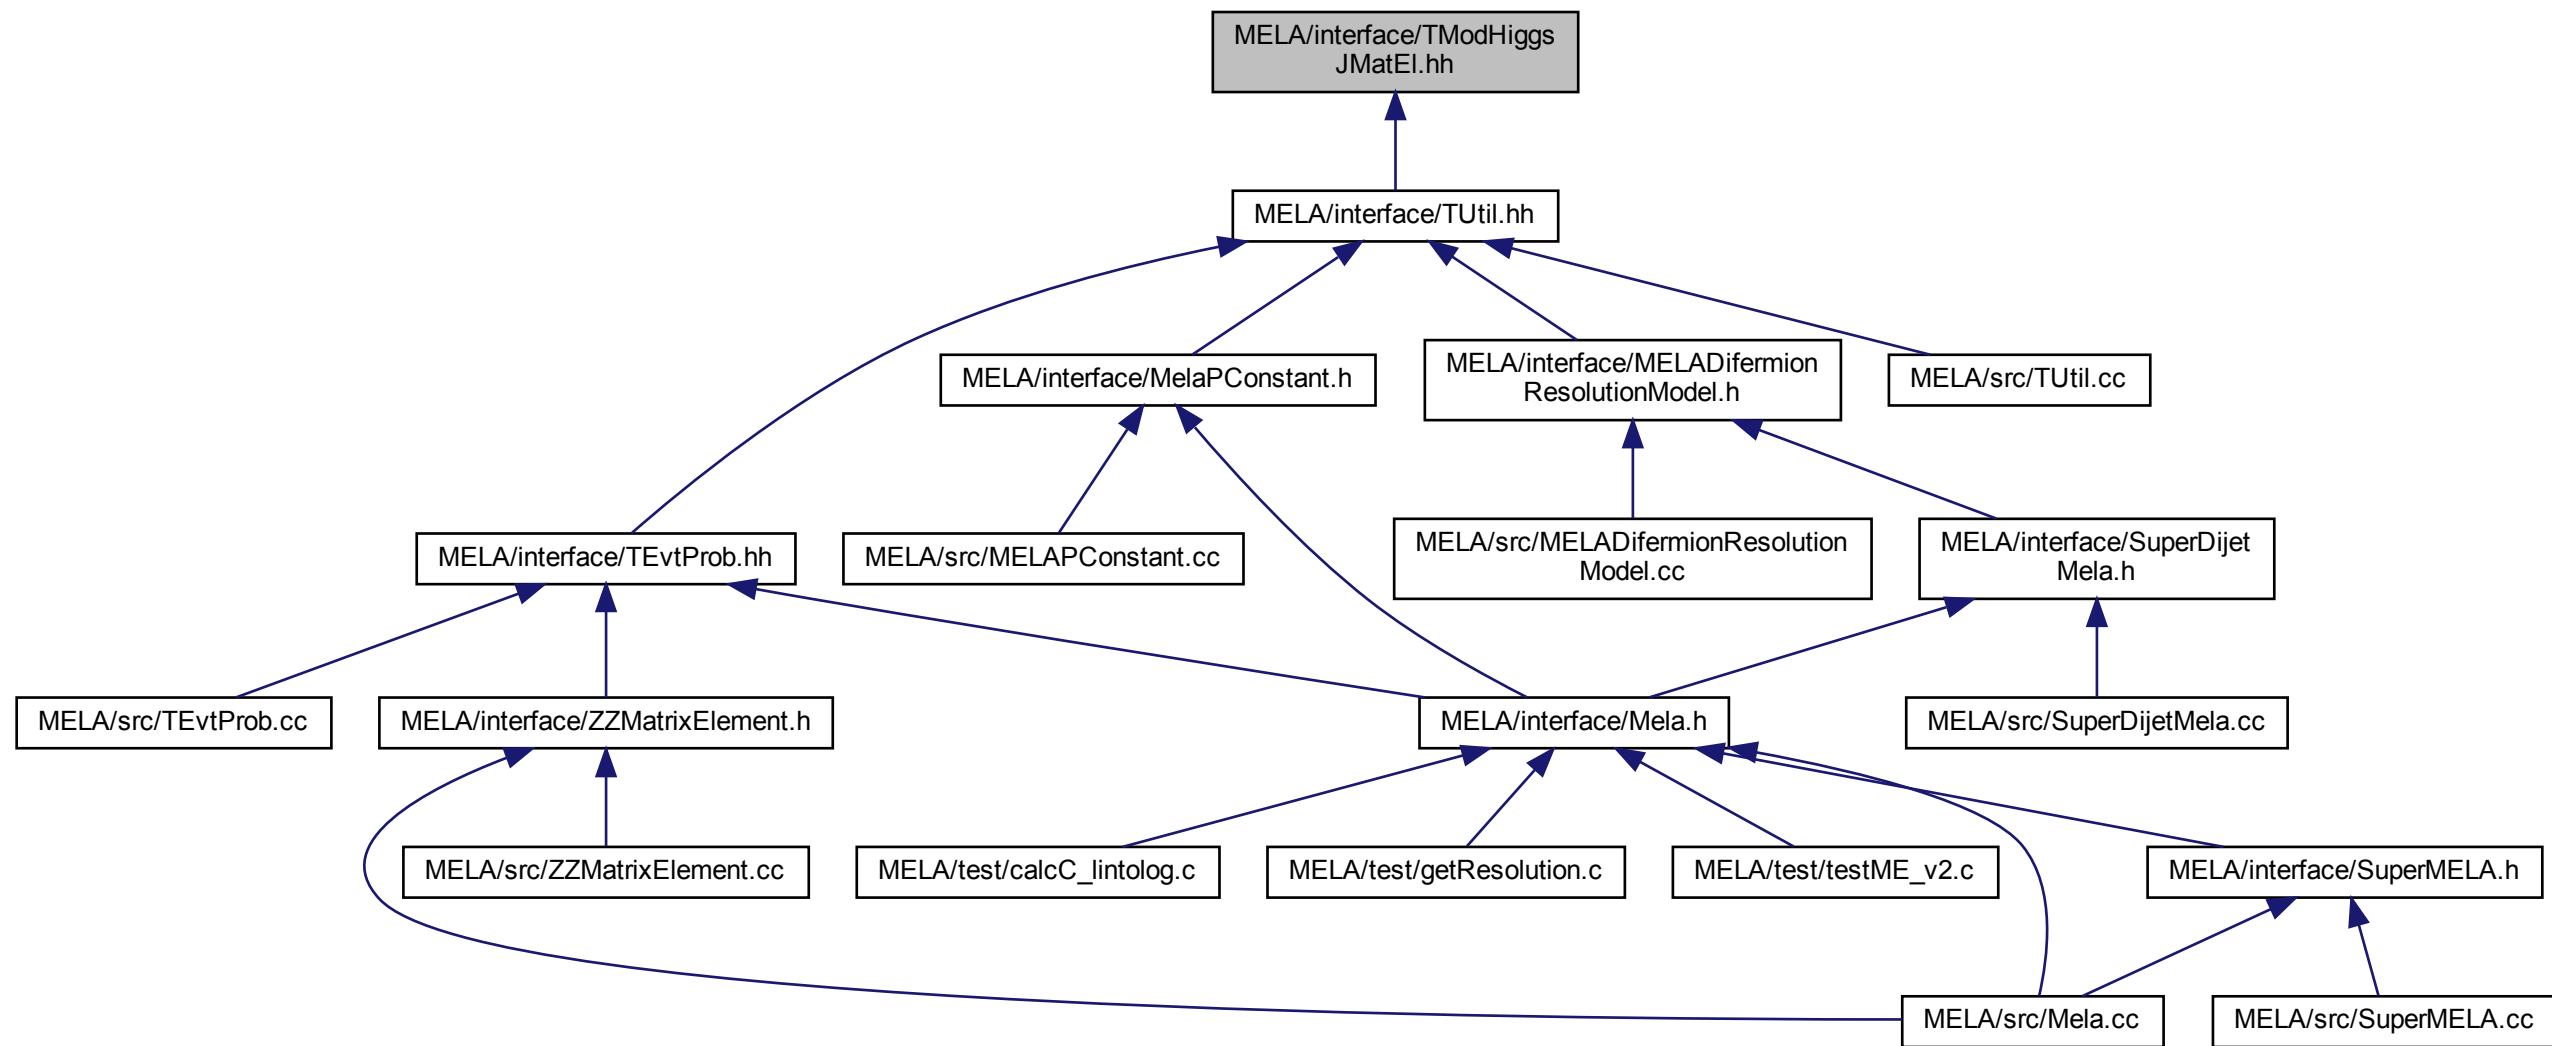 MELA/interface/TModHiggs
JMatEl.hh
MELA/interface/TUtil.hh
MELA/interface/MelaPConstant.h
MELA/interface/MELADifermion
ResolutionModel.h
MELA/src/TUtil.cc
MELA/interface/TEvtProb.hh
MELA/src/MELAPConstant.cc
MELA/src/MELADifermionResolution
Model.cc
MELA/interface/SuperDijet
Mela.h
MELA/src/TEvtProb.cc
MELA/interface/ZZMatrixElement.h
MELA/interface/Mela.h
MELA/src/SuperDijetMela.cc
MELA/src/ZZMatrixElement.cc
MELA/test/calcC_lintolog.c
MELA/test/getResolution.c
MELA/test/testME_v2.c
MELA/interface/SuperMELA.h
MELA/src/Mela.cc
MELA/src/SuperMELA.cc